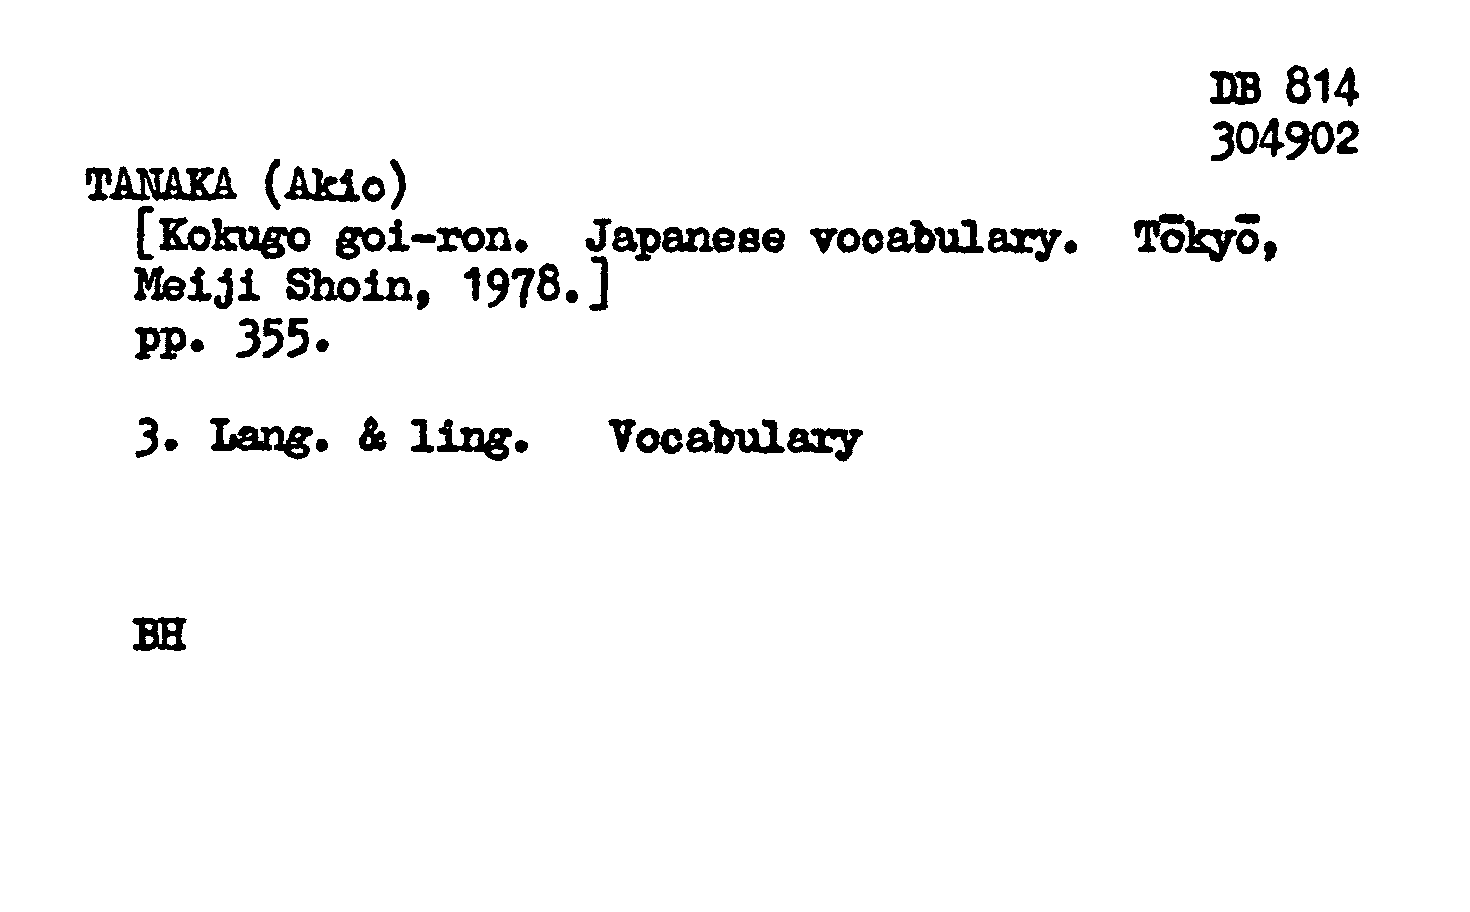 DB 814
304902
TANAKA (Akio)
[Kokugo goi-ron. Japanese vocabulary. Tōkyō,
Meiji Shoin, 1978.]
pp. 355.
3. Lang. & ling. Vocabulary
BH